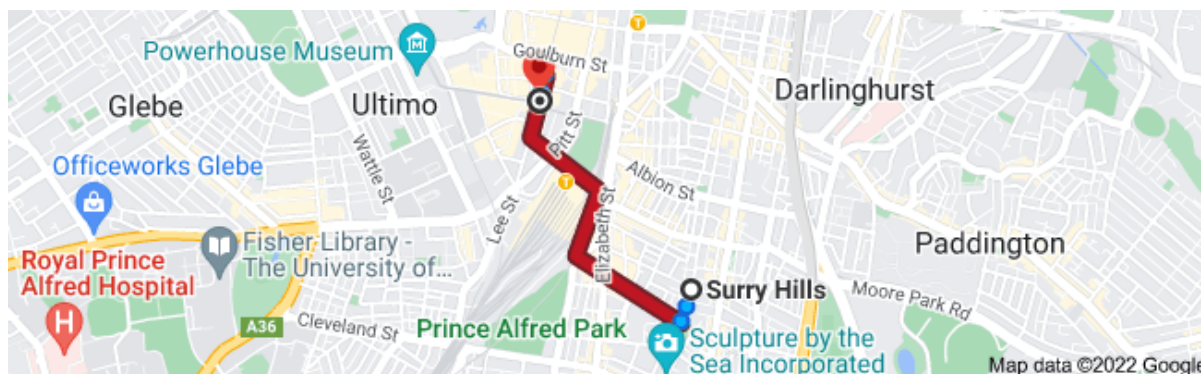 Powerhouse Museum
Goulburn St
T
Darlinghurst
Glebe
Ultimo
Pitt St
Wattle St
Officeworks Glebe
Albion St
T
Lee St
Elizabeth St
Fisher Library -
The University of...
Paddington
Royal Prince
Alfred Hospital
H
Surry Hills
Moore Park Rd
A36
Cleveland St
Prince Alfred Park
Sculpture by the
Sea Incorporated
Map data ©2022 Google